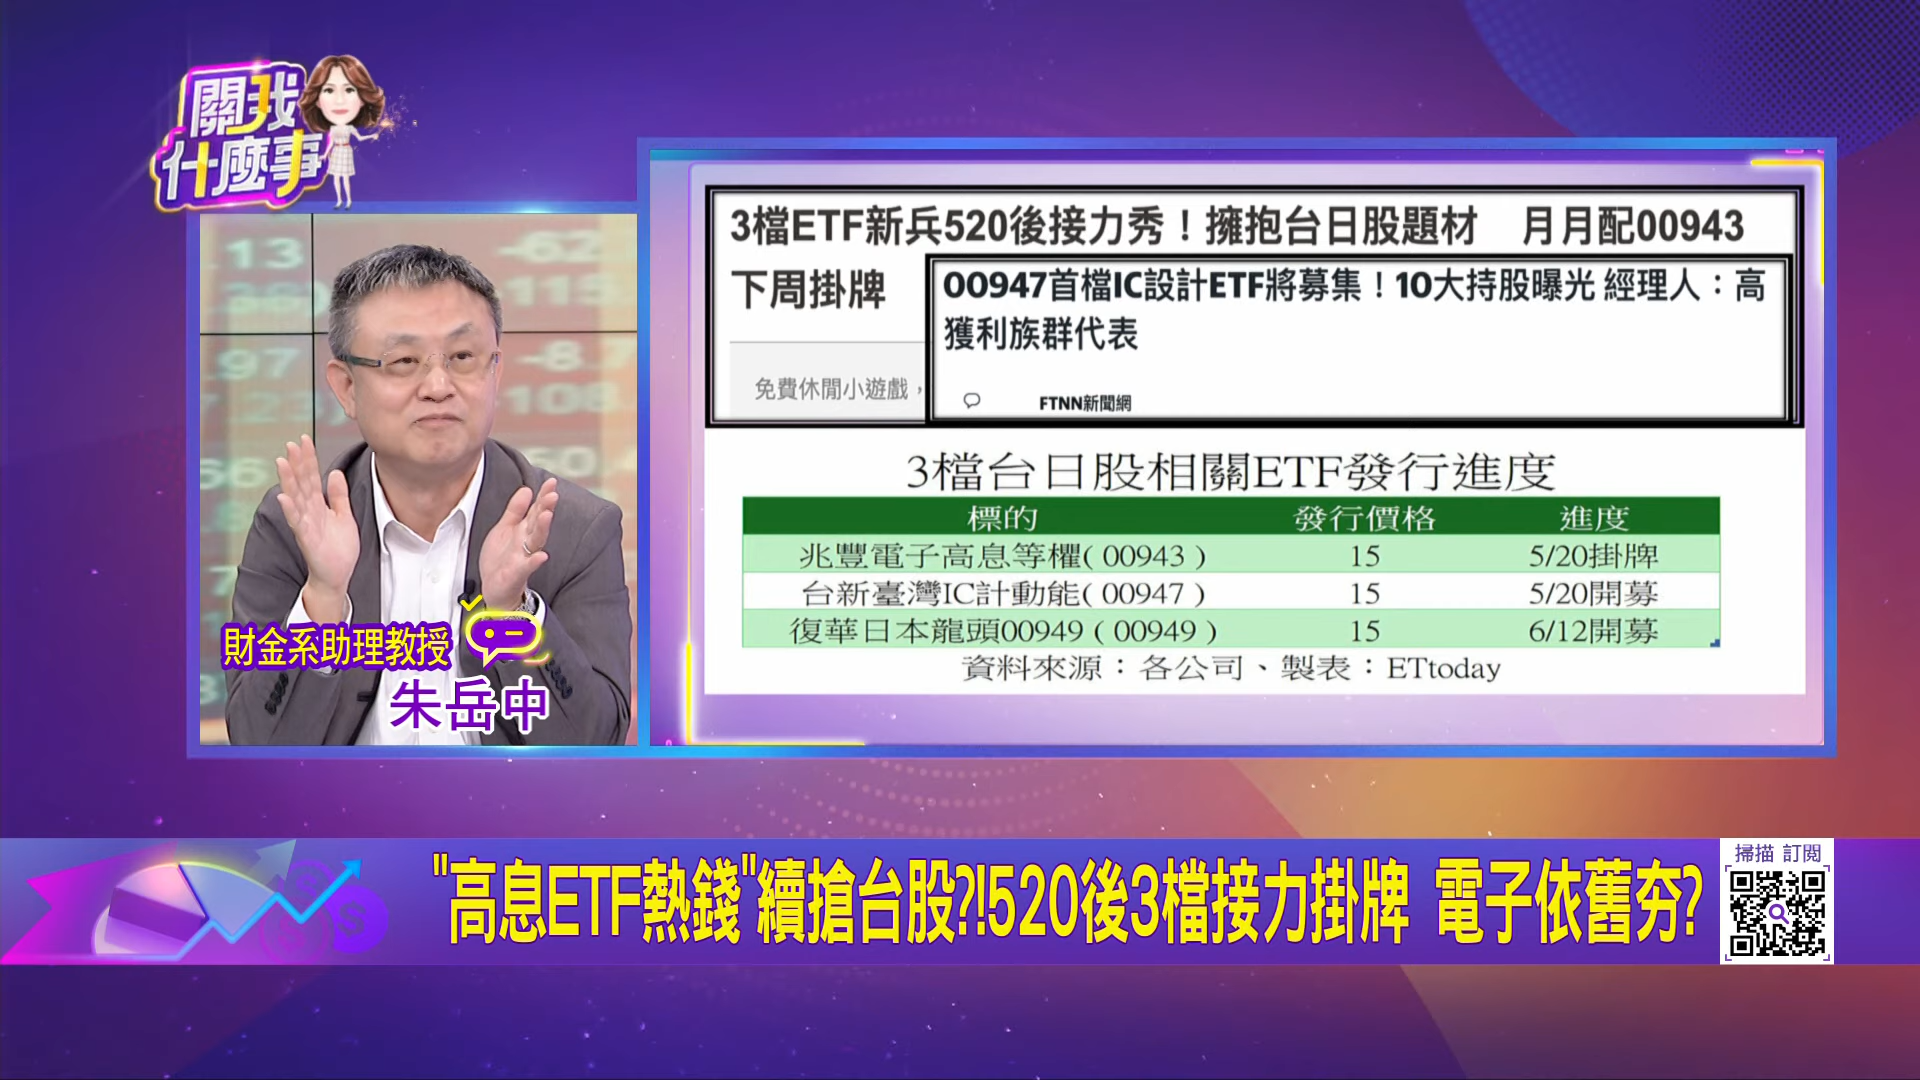 關我
什麼事
3檔ETF新兵520後接力秀！擁抱台日股題材　月月配00943
下周掛牌
00947首檔IC設計ETF將募集！10大持股曝光 經理人：高
獲利族群代表
免費休閒小遊戲，
FTNN新聞網
3檔台日股相關ETF發行進度
標的 發行價格 進度
兆豐電子高息等權( 00943 ) 15 5/20掛牌
台新臺灣IC計動能( 00947 ) 15 5/20開募
復華日本龍頭00949 ( 00949 ) 15 6/12開募
資料來源：各公司、製表：ETtoday
財金系助理教授
朱岳中
"高息ETF熱錢"續搶台股?!520後3檔接力掛牌 電子依舊夯?
掃描 訂閱